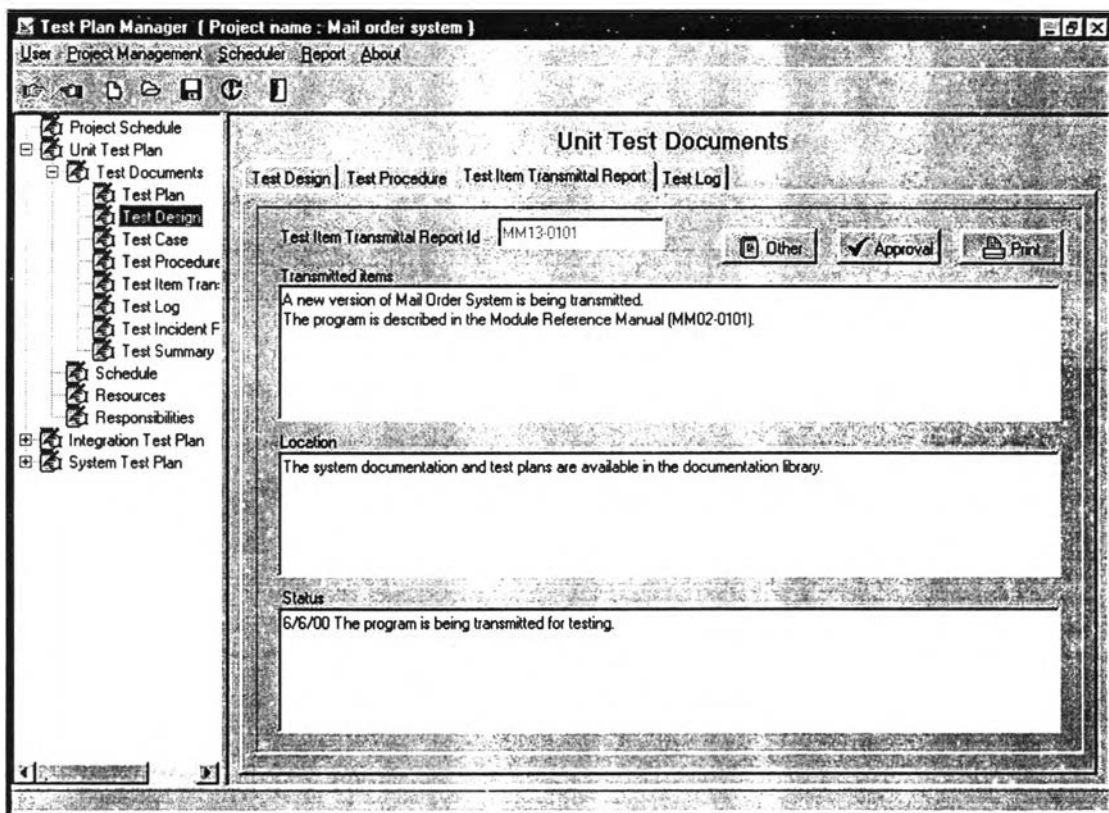 Test Plan Manager ( Project name : Mail order system )
User Project Management Scheduler Report About
Project Schedule
Unit Test Plan
Test Documents
Test Plan
Test Design
Test Case
Test Procedure
Test Item Tran
Test Log
Test Incident F
Test Summary
Schedule
Resources
Responsibilities
Integration Test Plan
System Test Plan
Unit Test Documents
Test Design Test Procedure Test Item Transmittal Report Test Log
Test Item Transmittal Report Id MM13-0101
Other Approval Print
Transmitted items
A new version of Mail Order System is being transmitted.
The program is described in the Module Reference Manual (MM02-0101).
Location
The system documentation and test plans are available in the documentation library.
Status
6/6/00 The program is being transmitted for testing.